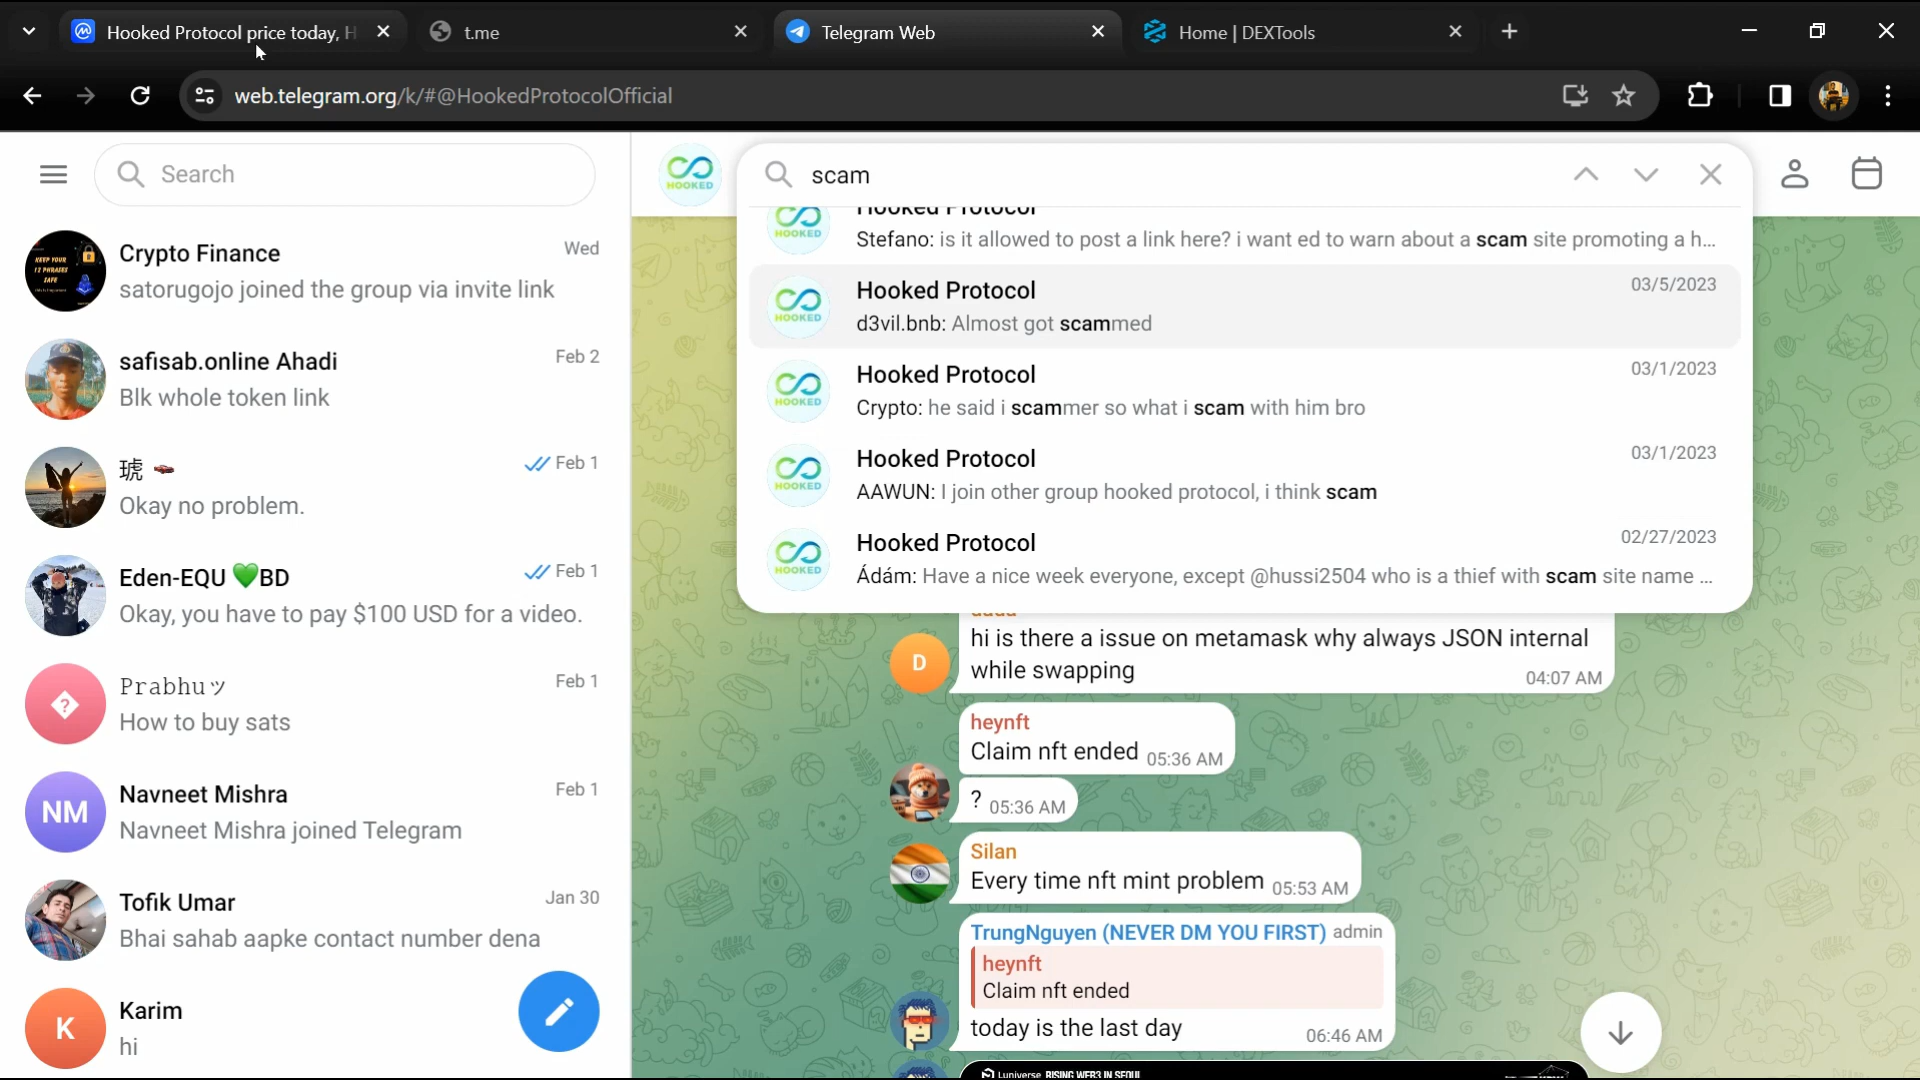 Hooked Protocol price today, H
t.me
Telegram Web
Home | DEXTools
web.telegram.org/k/#@HookedProtocolOfficial
Search
Crypto Finance
Wed
satorugojo joined the group via invite link
safisab.online Ahadi
Feb 2
Blk whole token link
琥
Feb 1
Okay no problem.
Eden-EQU 💚BD
Feb 1
Okay, you have to pay $100 USD for a video.
Prabhuツ
Feb 1
How to buy sats
NM
Navneet Mishra
Feb 1
Navneet Mishra joined Telegram
Tofik Umar
Jan 30
Bhai sahab aapke contact number dena
K
Karim
hi
HOOKED
scam
HOOKED
Hooked Protocol
Stefano: is it allowed to post a link here? i want ed to warn about a scam site promoting a h...
HOOKED
Hooked Protocol
03/5/2023
d3vil.bnb: Almost got scammed
HOOKED
Hooked Protocol
03/1/2023
Crypto: he said i scammer so what i scam with him bro
HOOKED
Hooked Protocol
03/1/2023
AAWUN: I join other group hooked protocol, i think scam
HOOKED
Hooked Protocol
02/27/2023
Ádám: Have a nice week everyone, except @hussi2504 who is a thief with scam site name ...
D
hi is there a issue on metamask why always JSON internal
while swapping
04:07 AM
heynft
Claim nft ended 05:36 AM
? 05:36 AM
Silan
Every time nft mint problem 05:53 AM
TrungNguyen (NEVER DM YOU FIRST) admin
heynft
Claim nft ended
today is the last day
06:46 AM
Luniverse RISING WEB3 IN SEOUL